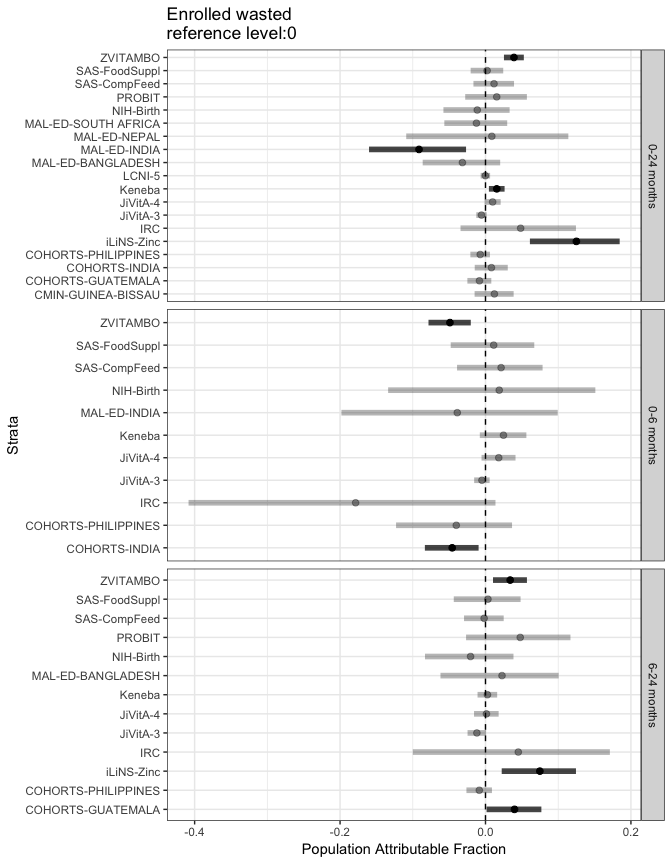 Enrolled wasted
reference level:0
ZVITAMBO
SAS-FoodSuppl
SAS-CompFeed
PROBIT
NIH-Birth
MAL-ED-SOUTH AFRICA
MAL-ED-NEPAL
MAL-ED-INDIA
MAL-ED-BANGLADESH
LCNI-5
Keneba
JiVitA-4
JiVitA-3
IRC
iLiNS-Zinc
COHORTS-PHILIPPINES
COHORTS-INDIA
COHORTS-GUATEMALA
CMIN-GUINEA-BISSAU
0-24 months
ZVITAMBO
SAS-FoodSuppl
SAS-CompFeed
NIH-Birth
MAL-ED-INDIA
Keneba
JiVitA-4
JiVitA-3
IRC
COHORTS-PHILIPPINES
COHORTS-INDIA
0-6 months
ZVITAMBO
SAS-FoodSuppl
SAS-CompFeed
PROBIT
NIH-Birth
MAL-ED-BANGLADESH
Keneba
JiVitA-4
JiVitA-3
IRC
iLiNS-Zinc
COHORTS-PHILIPPINES
COHORTS-GUATEMALA
6-24 months
Strata
-0.4 -0.2 0.0 0.2
Population Attributable Fraction